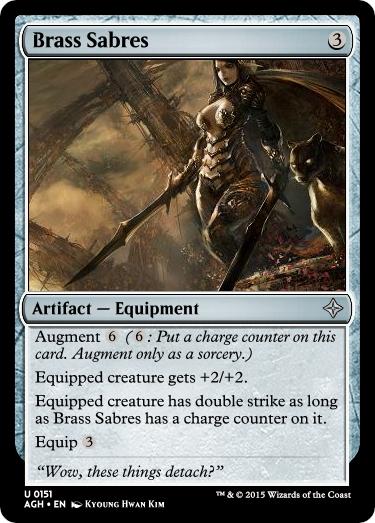 Brass Sabres 3
Artifact — Equipment
Augment 6 (6: Put a charge counter on this
card. Augment only as a sorcery.)
Equipped creature gets +2/+2.
Equipped creature has double strike as long
as Brass Sabres has a charge counter on it.
Equip 3
“Wow, these things detach?”
U 0151
AGH • EN Kyoung Hwan Kim
™ & © 2015 Wizards of the Coast